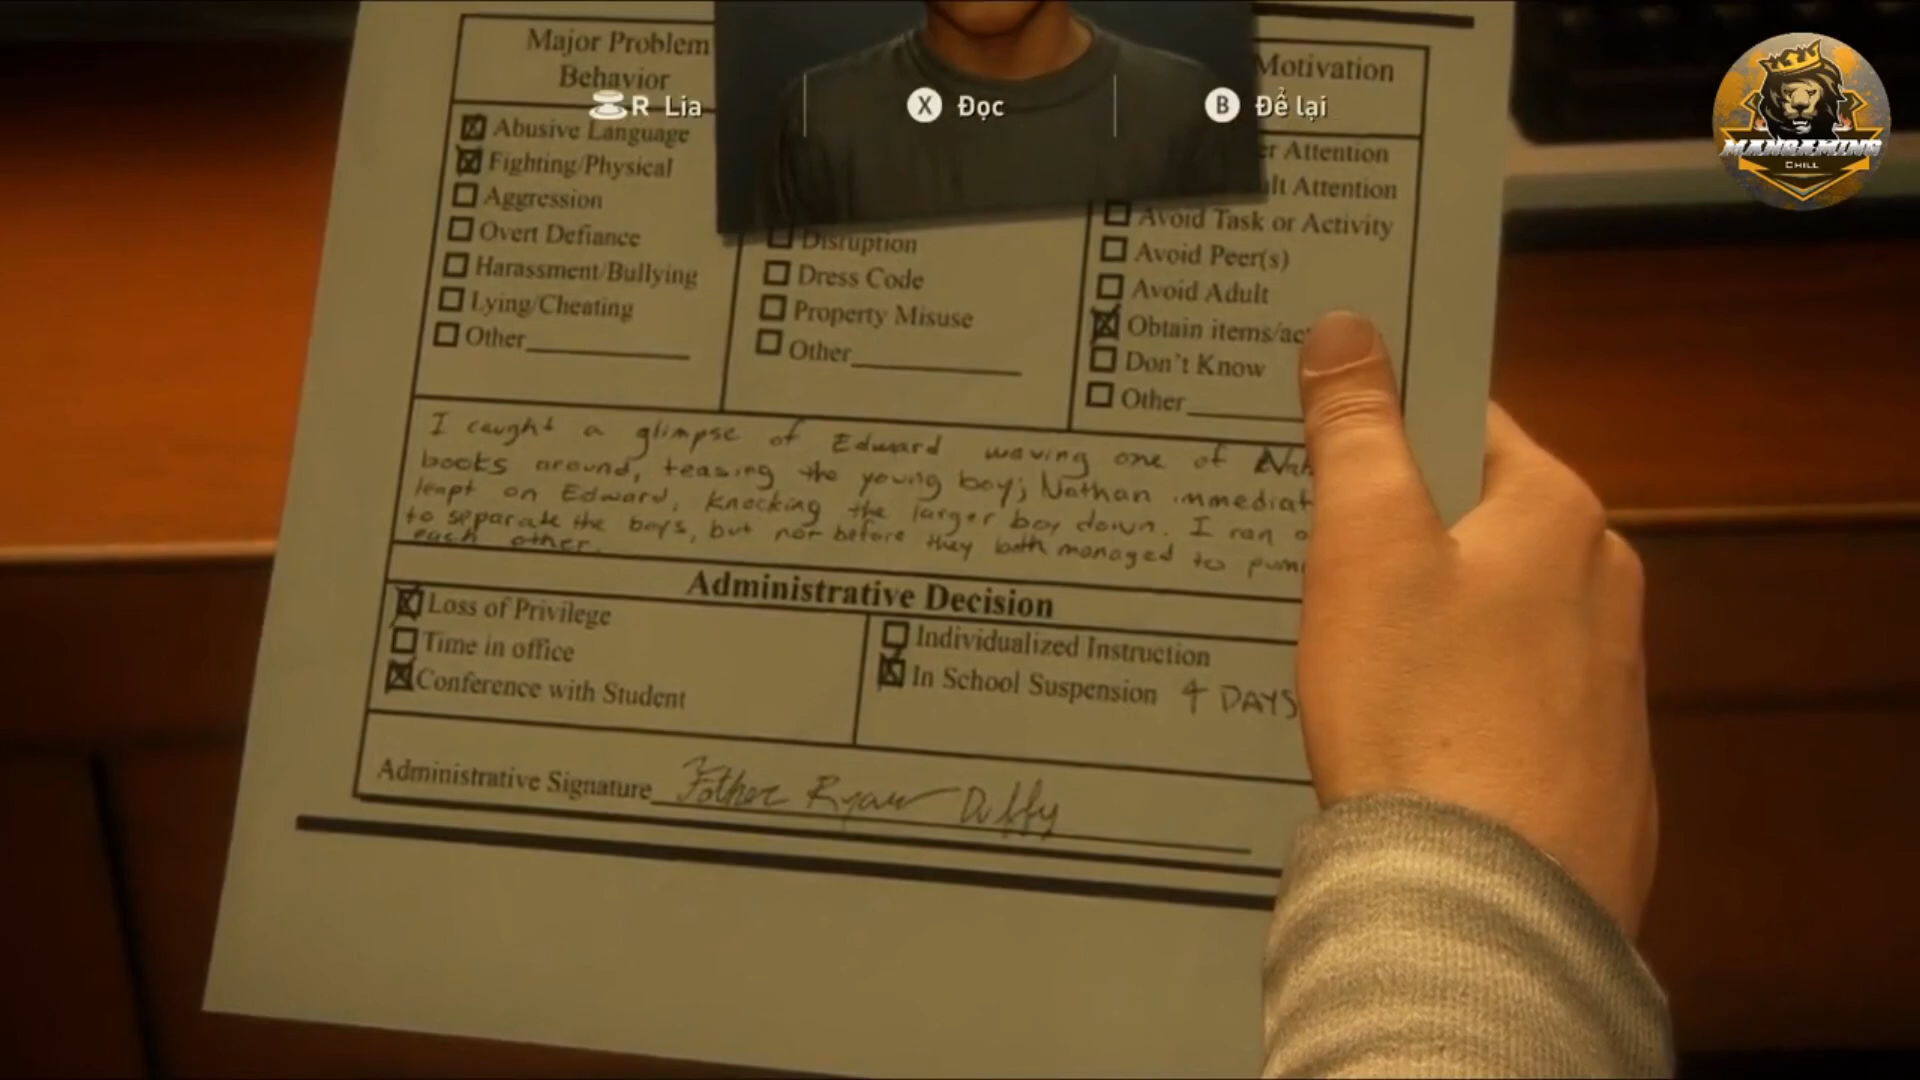 Major Problem
Behavior
Motivation
R Lia
X Đọc
B Để lại
MANGAMING
CHILL
Abusive Language
Fighting/Physical
Aggression
Overt Defiance
Harassment/Bullying
Lying/Cheating
Other
Disruption
Dress Code
Property Misuse
Other
Attention
Attention
Avoid Task or Activity
Avoid Peer(s)
Avoid Adult
Obtain items/ac
Don't Know
Other
I caught a glimpse of Edward waving one of Nat
books around, teasing the young boy; Nathan immediat
leapt on Edward, knocking the larger boy down. I ran o
to separate the boys, but nor before they both managed to
each other.
Administrative Decision
Loss of Privilege
Time in office
Conference with Student
Individualized Instruction
In School Suspension 4 DAYS
Administrative Signature Father Ryan Duffy